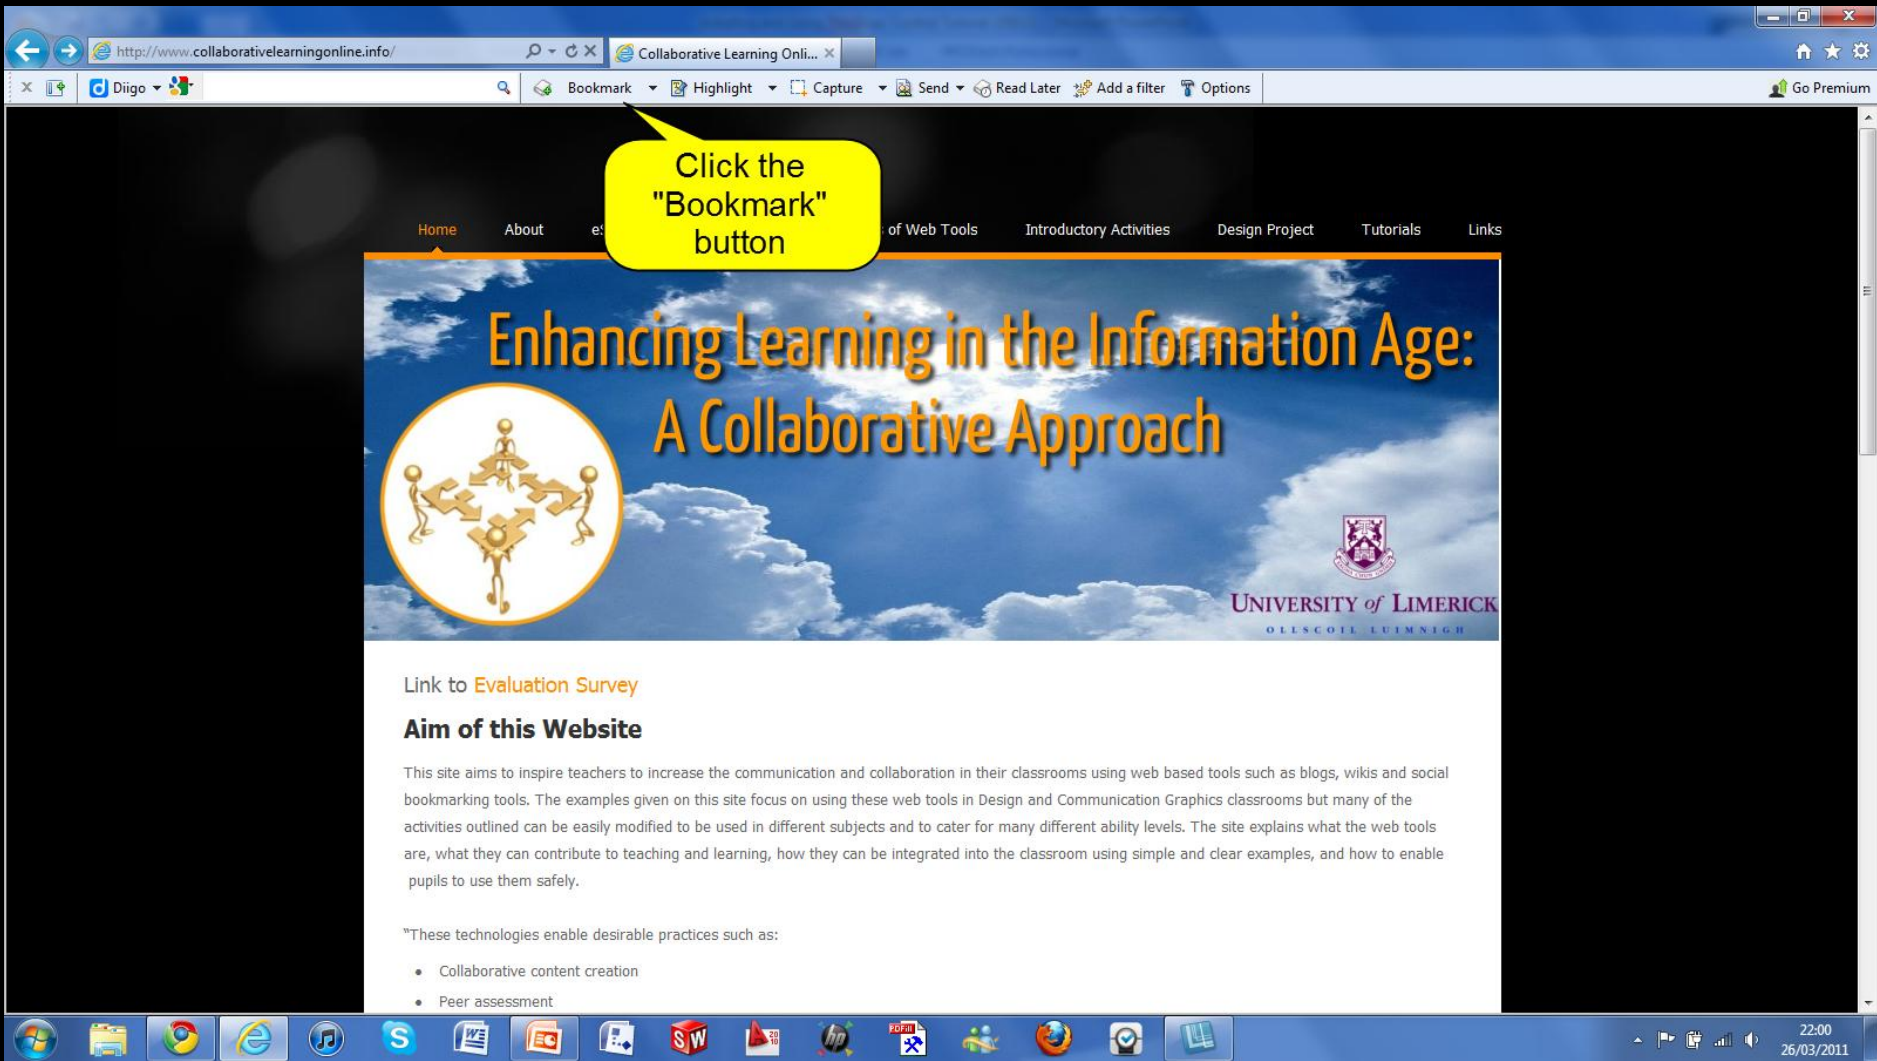 http://www.collaborativelearningonline.info/
Collaborative Learning Onli...
Diigo
Bookmark Highlight Capture Send Read Later Add a filter Options Go Premium
Click the
"Bookmark"
button
Home About of Web Tools Introductory Activities Design Project Tutorials Links
Enhancing Learning in the Information Age:
A Collaborative Approach
UNIVERSITY of LIMERICK
OLLSCOIL LUIMNIGH
Link to Evaluation Survey
Aim of this Website
This site aims to inspire teachers to increase the communication and collaboration in their classrooms using web based tools such as blogs, wikis and social
bookmarking tools. The examples given on this site focus on using these web tools in Design and Communication Graphics classrooms but many of the
activities outlined can be easily modified to be used in different subjects and to cater for many different ability levels. The site explains what the web tools
are, what they can contribute to teaching and learning, how they can be integrated into the classroom using simple and clear examples, and how to enable
pupils to use them safely.
"These technologies enable desirable practices such as:
• Collaborative content creation
• Peer assessment
22:00
26/03/2011